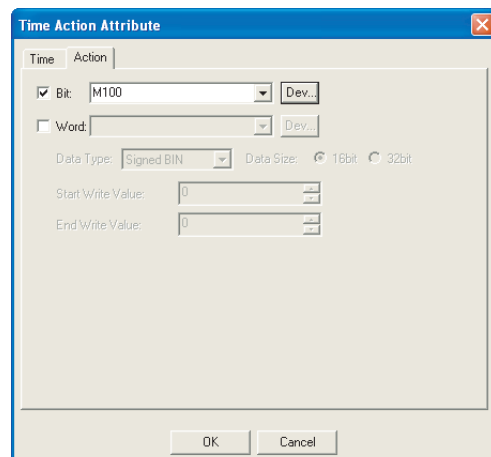 Time Action Attribute
Time Action
Bit: M100 Dev...
Word: Dev...
Data Type: Signed BIN Data Size: 16bit 32bit
Start Write Value: 0
End Write Value: 0
OK Cancel